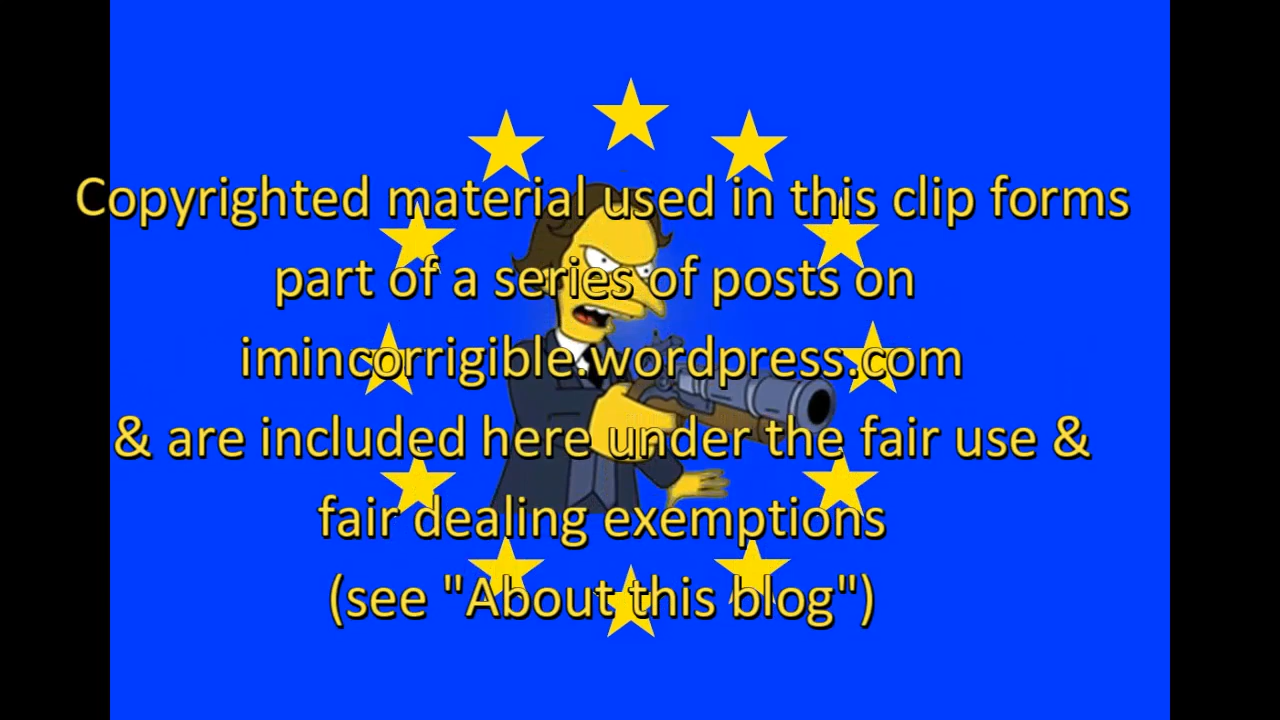 Copyrighted material used in this clip forms
part of a series of posts on
imincorrigible.wordpress.com
& are included here under the fair use &
fair dealing exemptions
(see "About this blog")